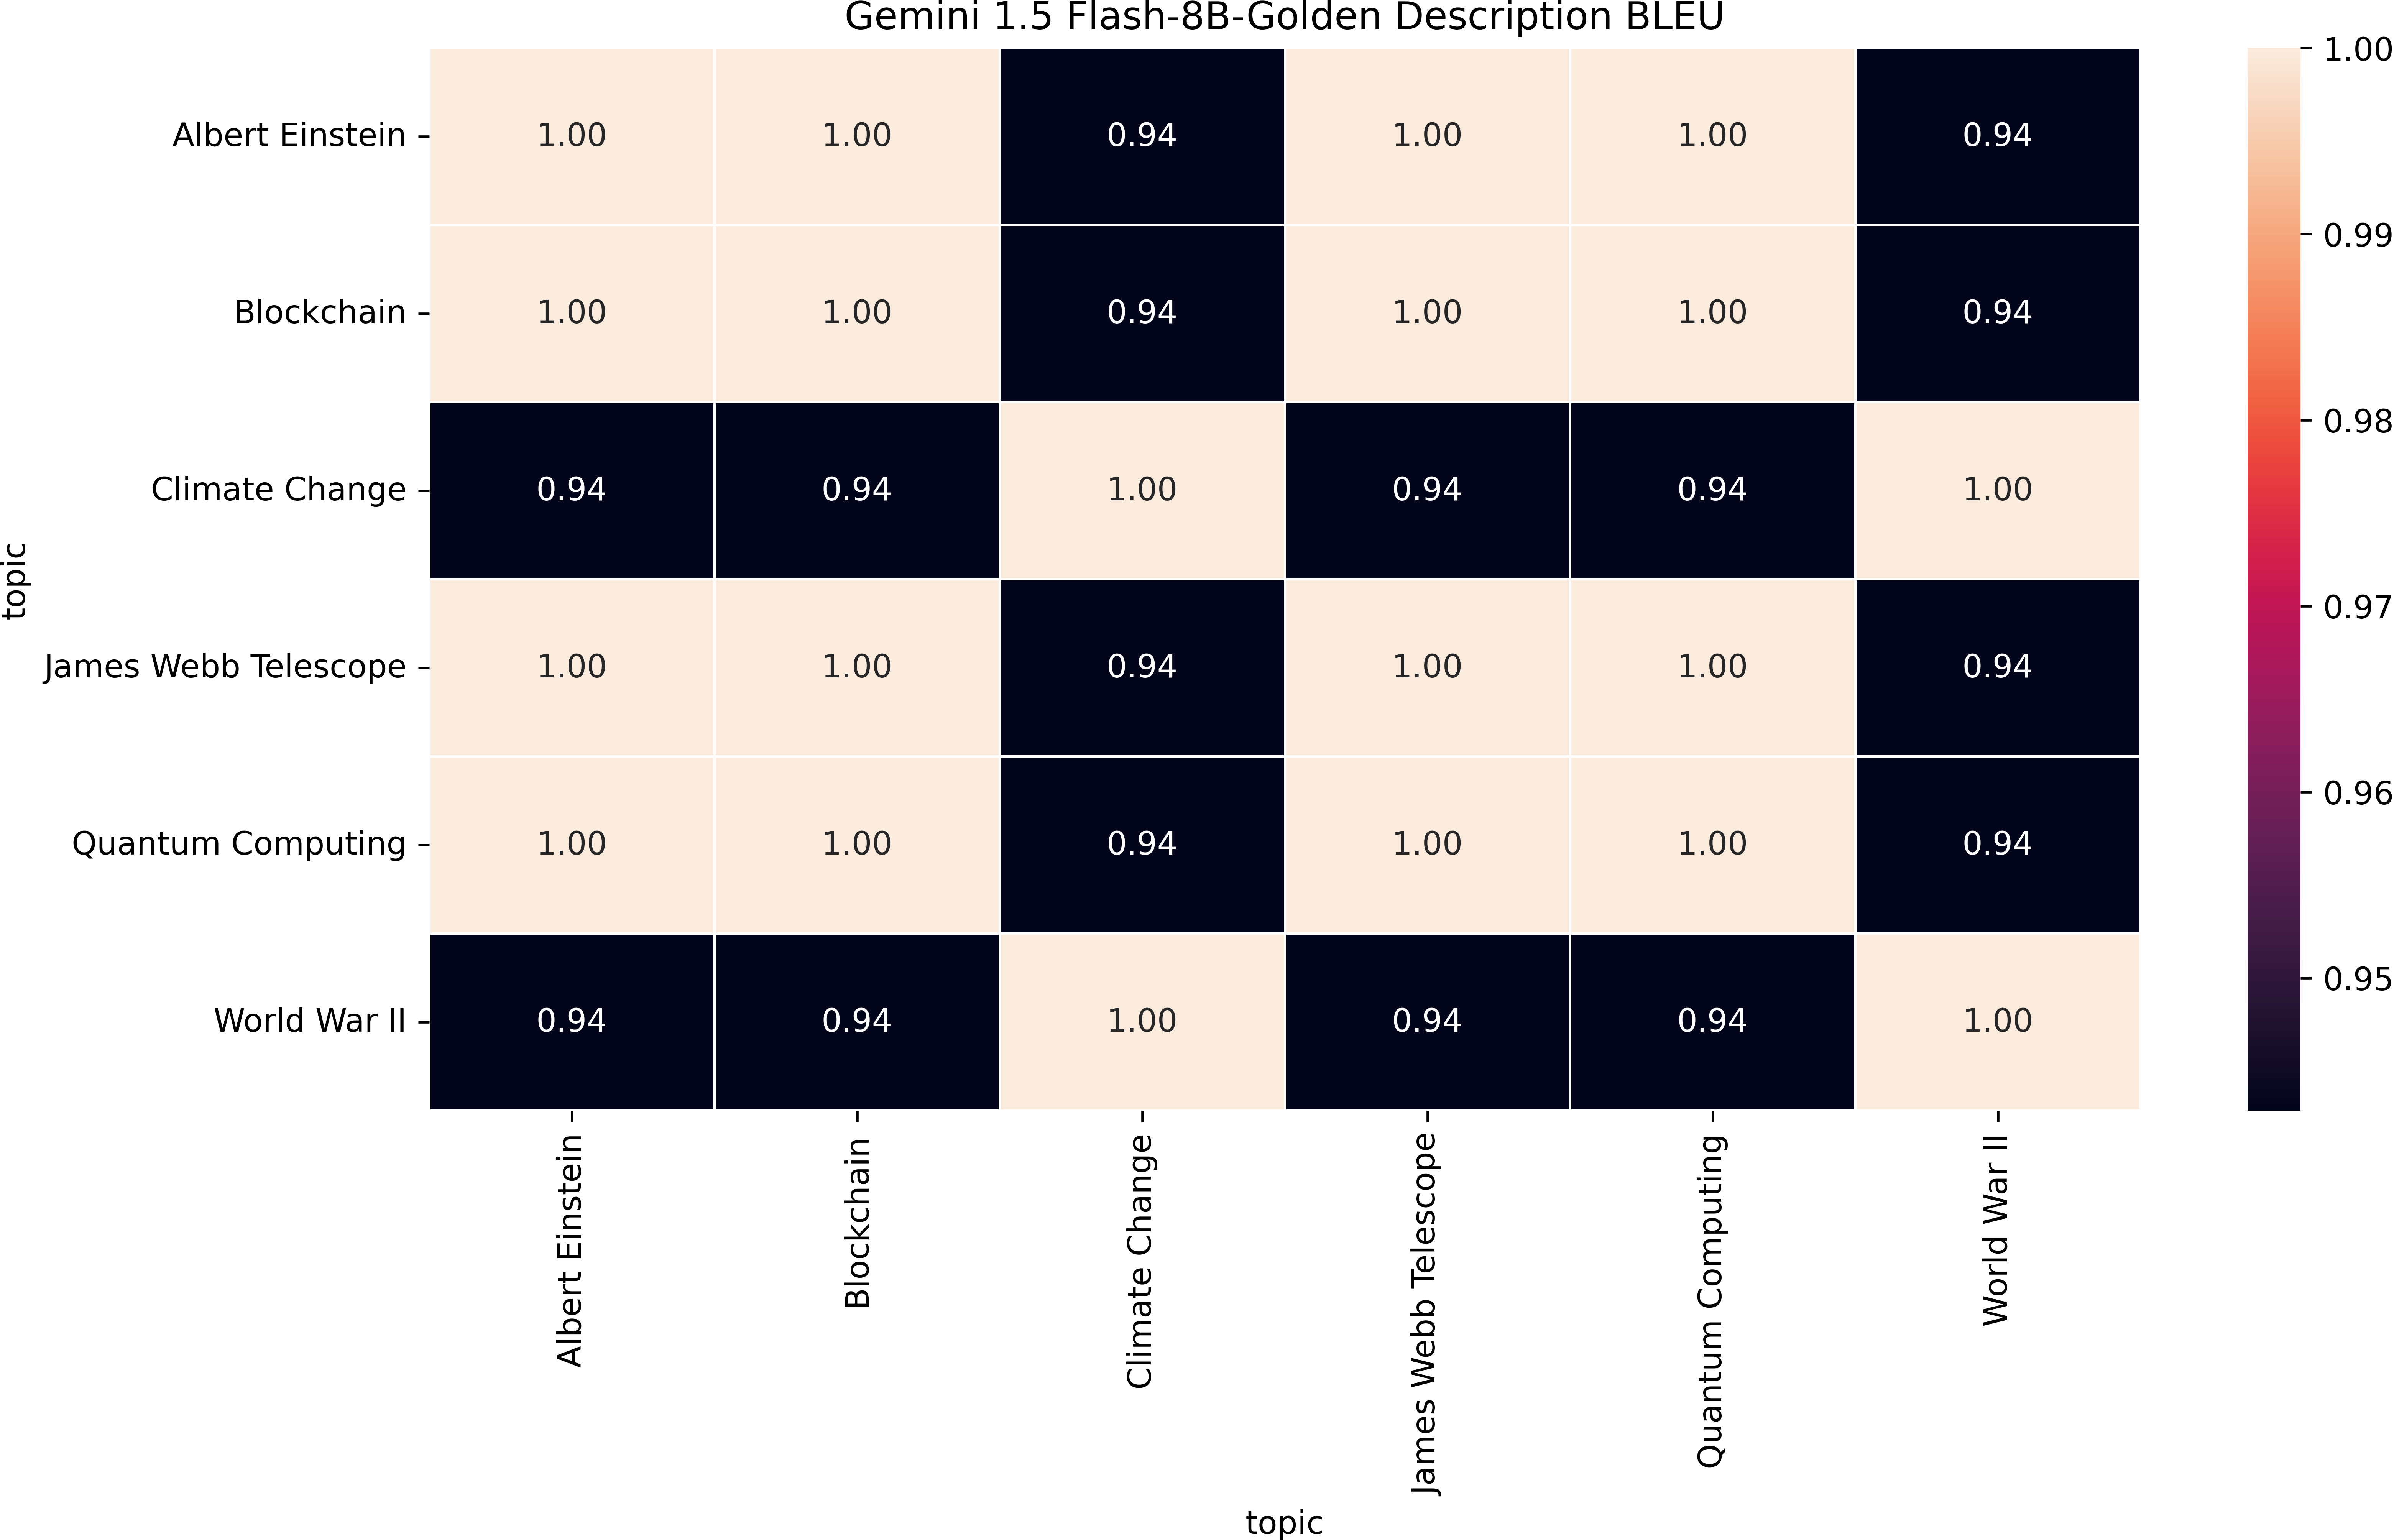 Gemini 1.5 Flash-8B-Golden Description BLEU
topic
Albert Einstein 1.00 1.00 0.94 1.00 1.00 0.94
Blockchain 1.00 1.00 0.94 1.00 1.00 0.94
Climate Change 0.94 0.94 1.00 0.94 0.94 1.00
James Webb Telescope 1.00 1.00 0.94 1.00 1.00 0.94
Quantum Computing 1.00 1.00 0.94 1.00 1.00 0.94
World War II 0.94 0.94 1.00 0.94 0.94 1.00
Albert Einstein
Blockchain
Climate Change
James Webb Telescope
Quantum Computing
World War II
topic
1.00
0.99
0.98
0.97
0.96
0.95